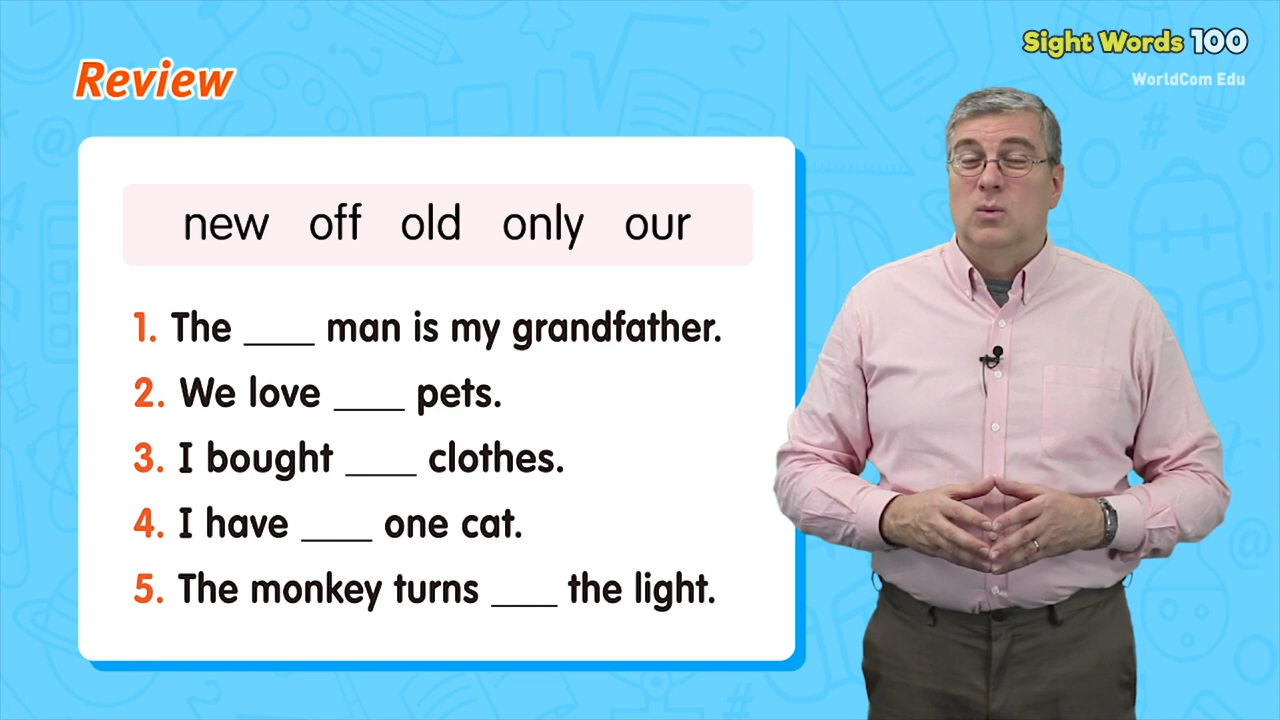 Sight Words 100
WorldCom Edu
Review
new off old only our
1. The ____ man is my grandfather.
2. We love ____ pets.
3. I bought ____ clothes.
4. I have ____ one cat.
5. The monkey turns ____ the light.